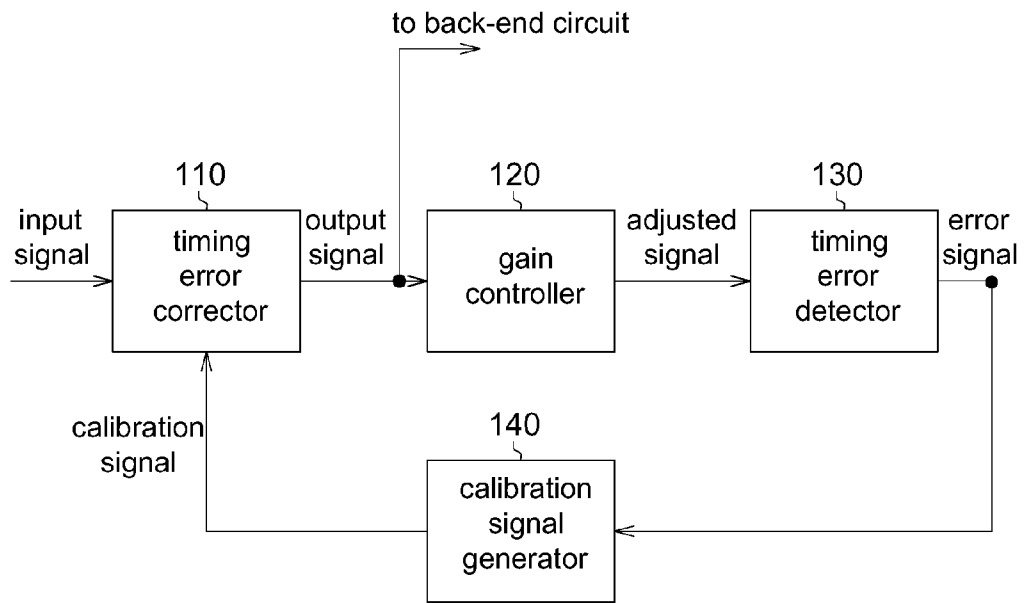 to back-end circuit
110
120
130
input
signal
timing
error
corrector
output
signal
gain
controller
adjusted
signal
timing
error
detector
error
signal
calibration
signal
140
calibration
signal
generator